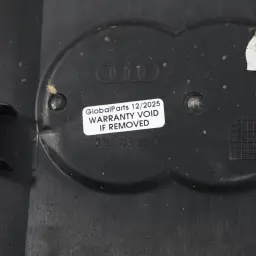 GlobalParts 12/2025
WARRANTY VOID
IF REMOVED